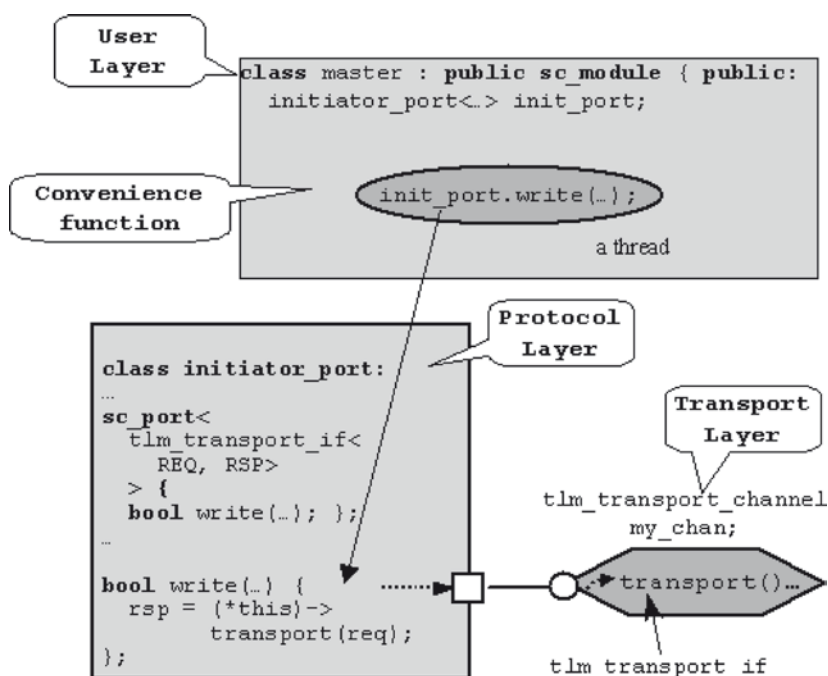 User
Layer
class master : public sc_module { public:
initiator_port<…> init_port;
Convenience
function
init_port.write(…);
a thread
Protocol
Layer
class initiator_port:
…
sc_port<
tlm_transport_if<
REQ, RSP>
> {
bool write(…); };
…
bool write(…) {
rsp = (*this)->
transport(req);
};
Transport
Layer
tlm_transport_channel
my_chan;
transport()…
tlm transport if